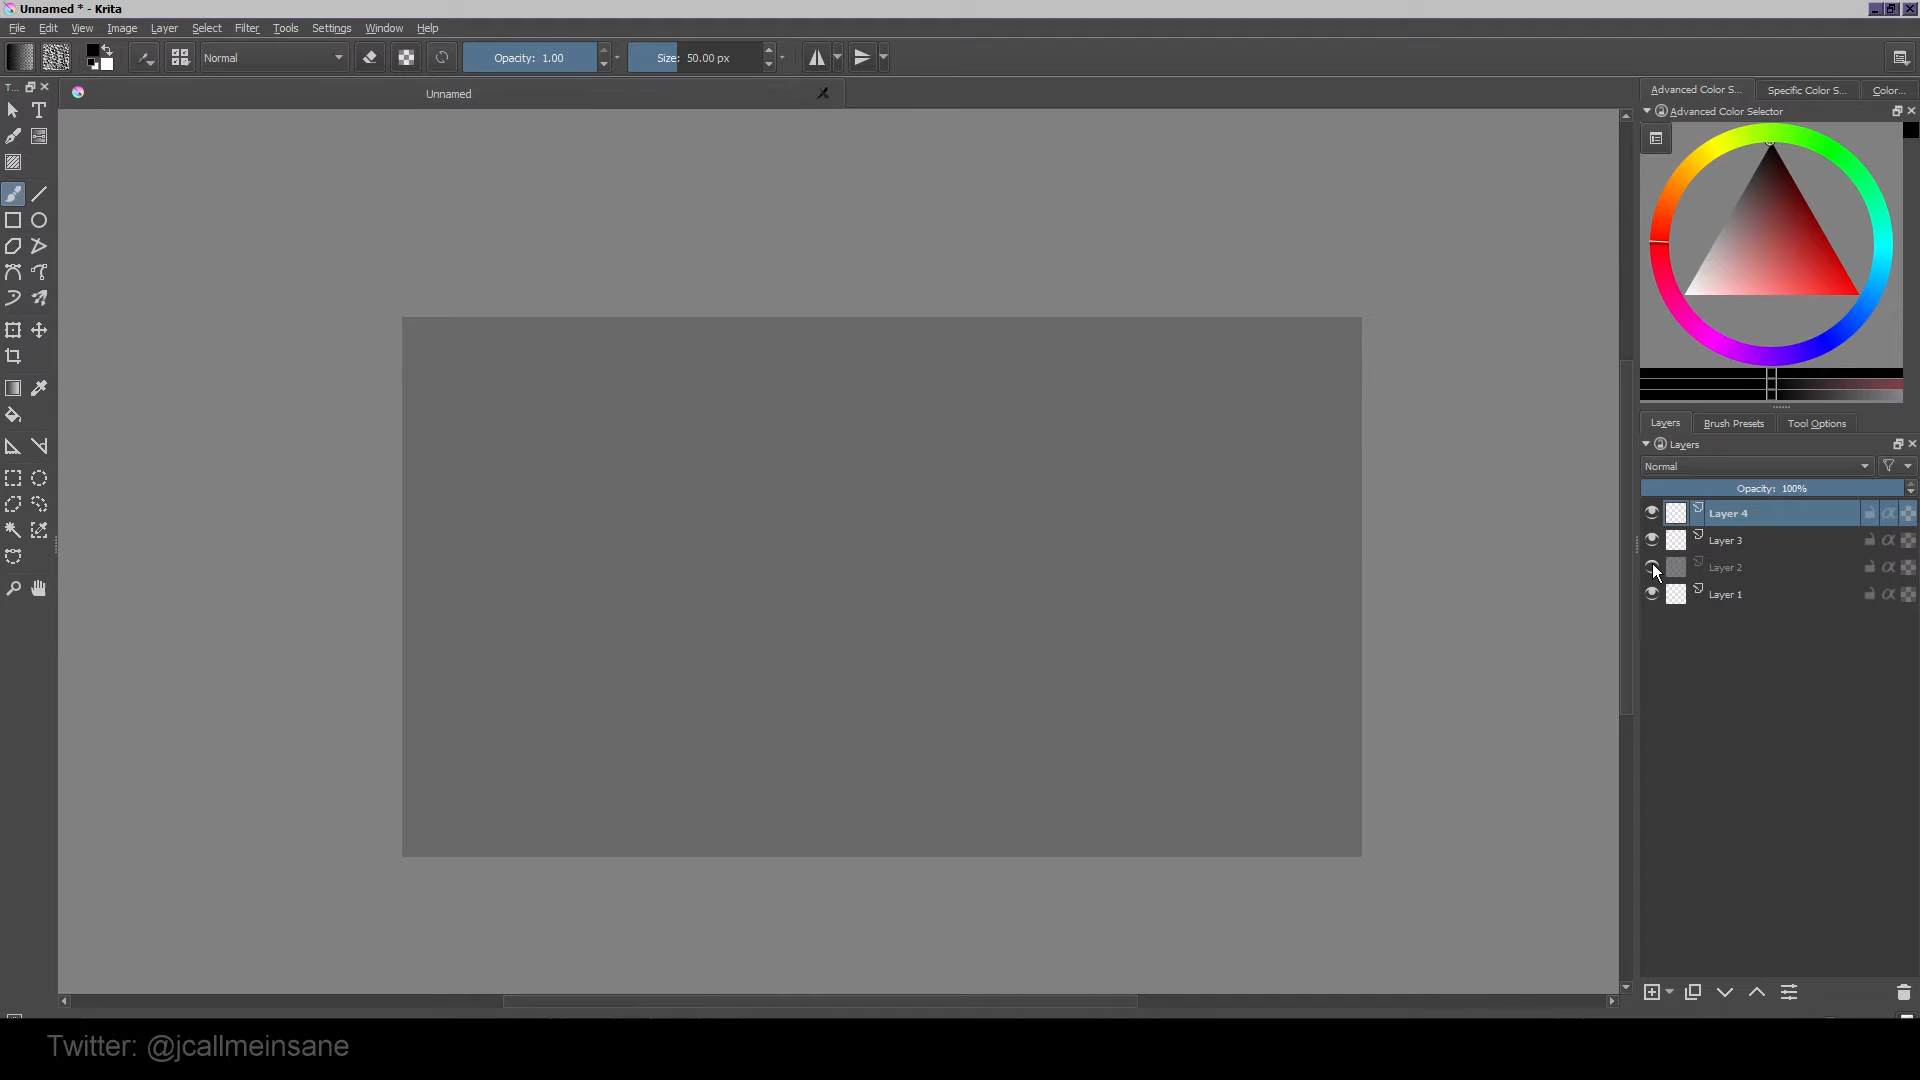 Unnamed * - Krita
File Edit View Image Layer Select Filter Tools Settings Window Help
Normal
Opacity: 1.00
Size: 50.00 px
T...
Unnamed
Advanced Color S...
Specific Color S...
Color...
Advanced Color Selector
Layers
Brush Presets
Tool Options
Layers
Normal
Opacity: 100%
Layer 4
Layer 3
Layer 2
Layer 1
Twitter: @jcallmeinsane